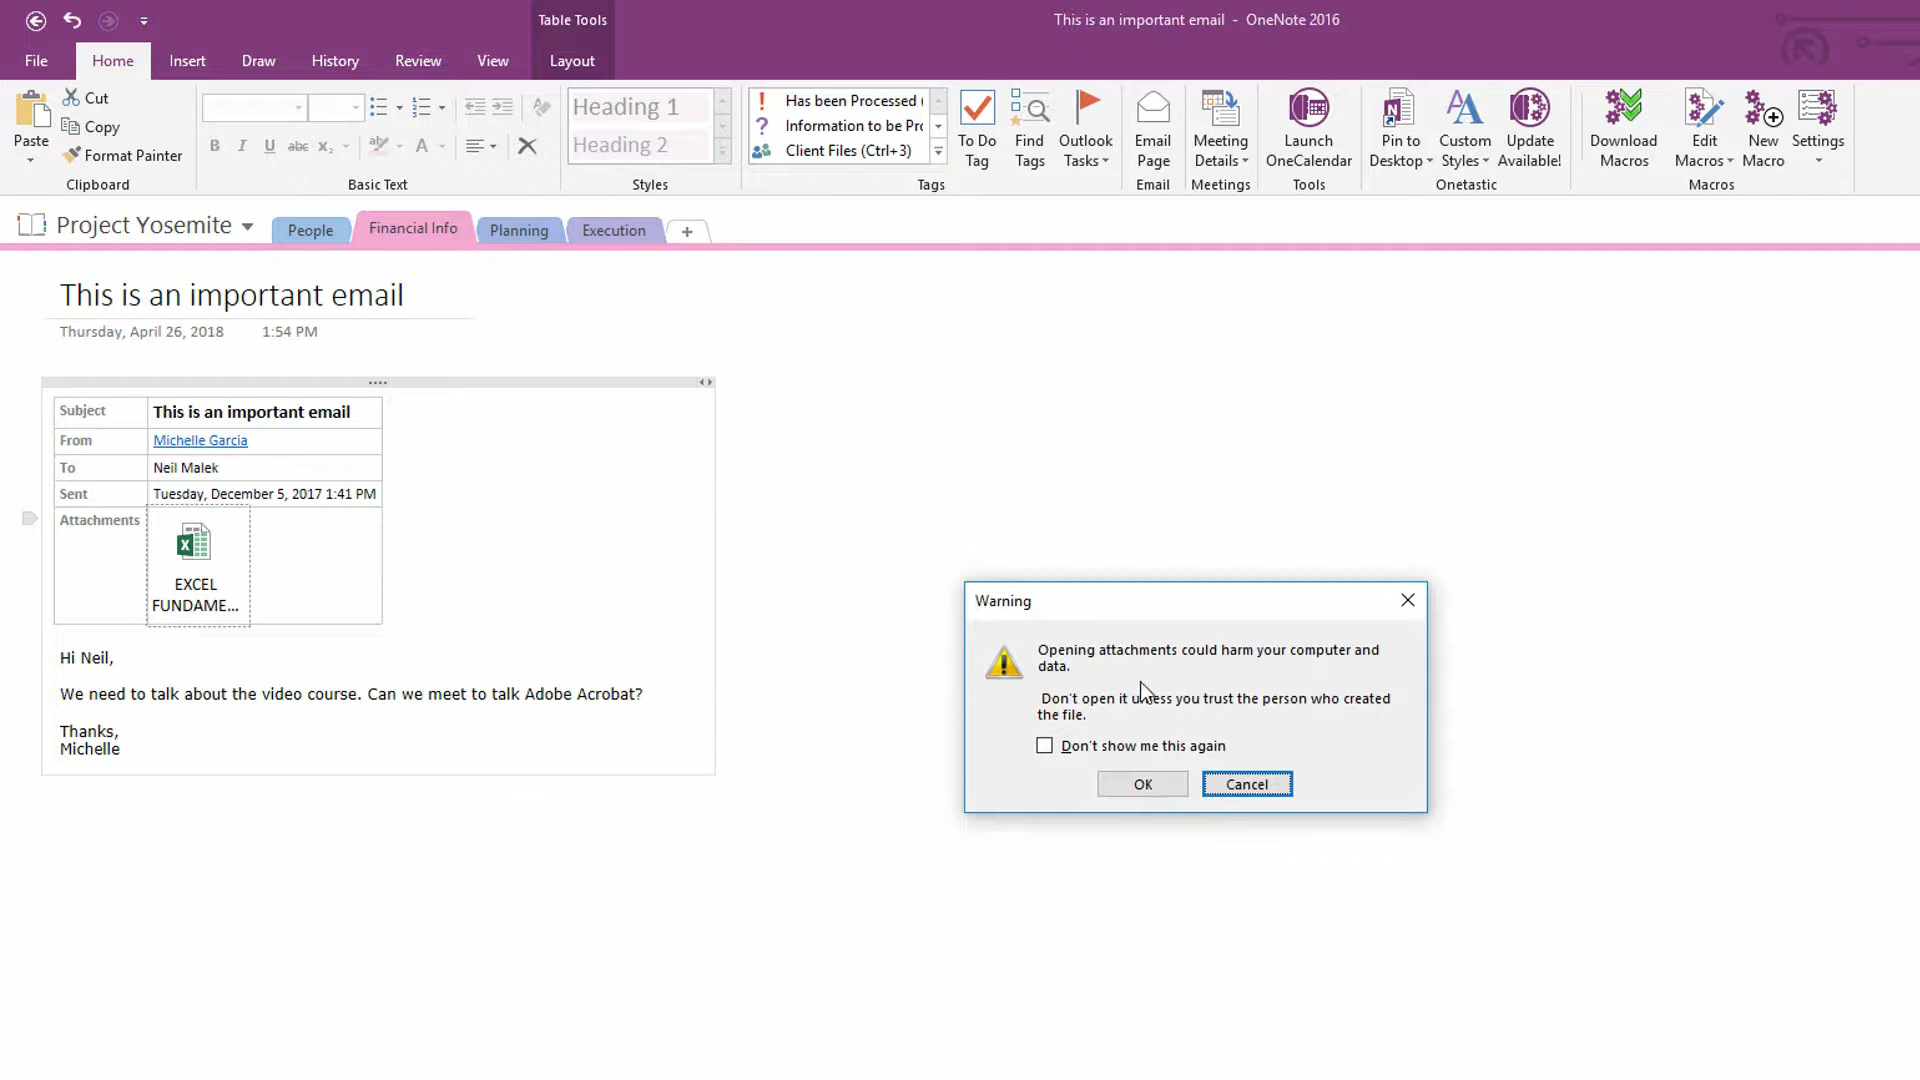 Table Tools
This is an important email - OneNote 2016
File
Home
Insert
Draw
History
Review
View
Layout
Paste
Cut
Copy
Format Painter
Clipboard
B I U abc x₂ A
Basic Text
Heading 1
Heading 2
Styles
! Has been Processed (
? Information to be Pro
Client Files (Ctrl+3)
Tags
To Do
Tag
Find
Tags
Outlook
Tasks
Email
Page
Email
Meeting
Details
Meetings
Launch
OneCalendar
Tools
Pin to
Desktop
Custom
Styles
Update
Available!
Onetastic
Download
Macros
Edit
Macros
New
Macro
Settings
Macros
Project Yosemite
People
Financial Info
Planning
Execution
+
This is an important email
Thursday, April 26, 2018 1:54 PM
Subject This is an important email
From Michelle Garcia
To Neil Malek
Sent Tuesday, December 5, 2017 1:41 PM
Attachments
EXCEL
FUNDAME...
Hi Neil,
We need to talk about the video course. Can we meet to talk Adobe Acrobat?
Thanks,
Michelle
Warning
Opening attachments could harm your computer and
data.
Don't open it unless you trust the person who created
the file.
Don't show me this again
OK
Cancel